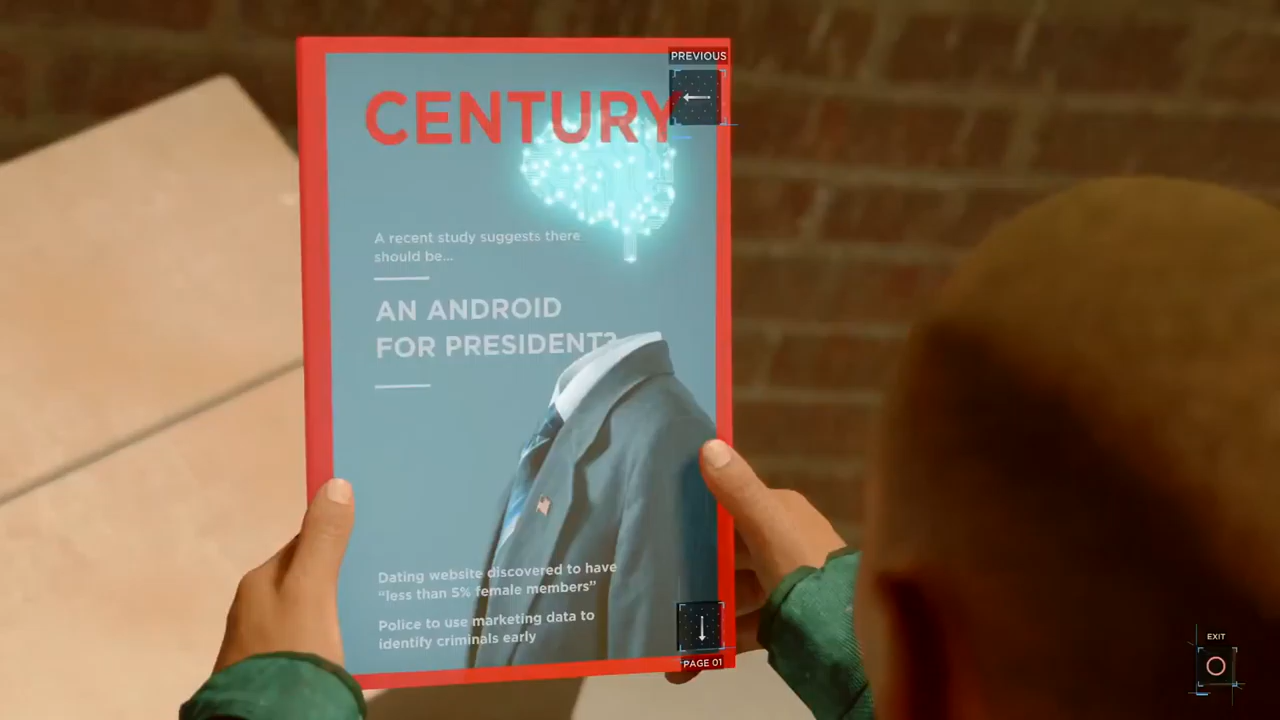 PREVIOUS
CENTURY
A recent study suggests there
should be...
AN ANDROID
FOR PRESIDENT?
Dating website discovered to have
“less than 5% female members”
Police to use marketing data to
identify criminals early
PAGE 01
EXIT